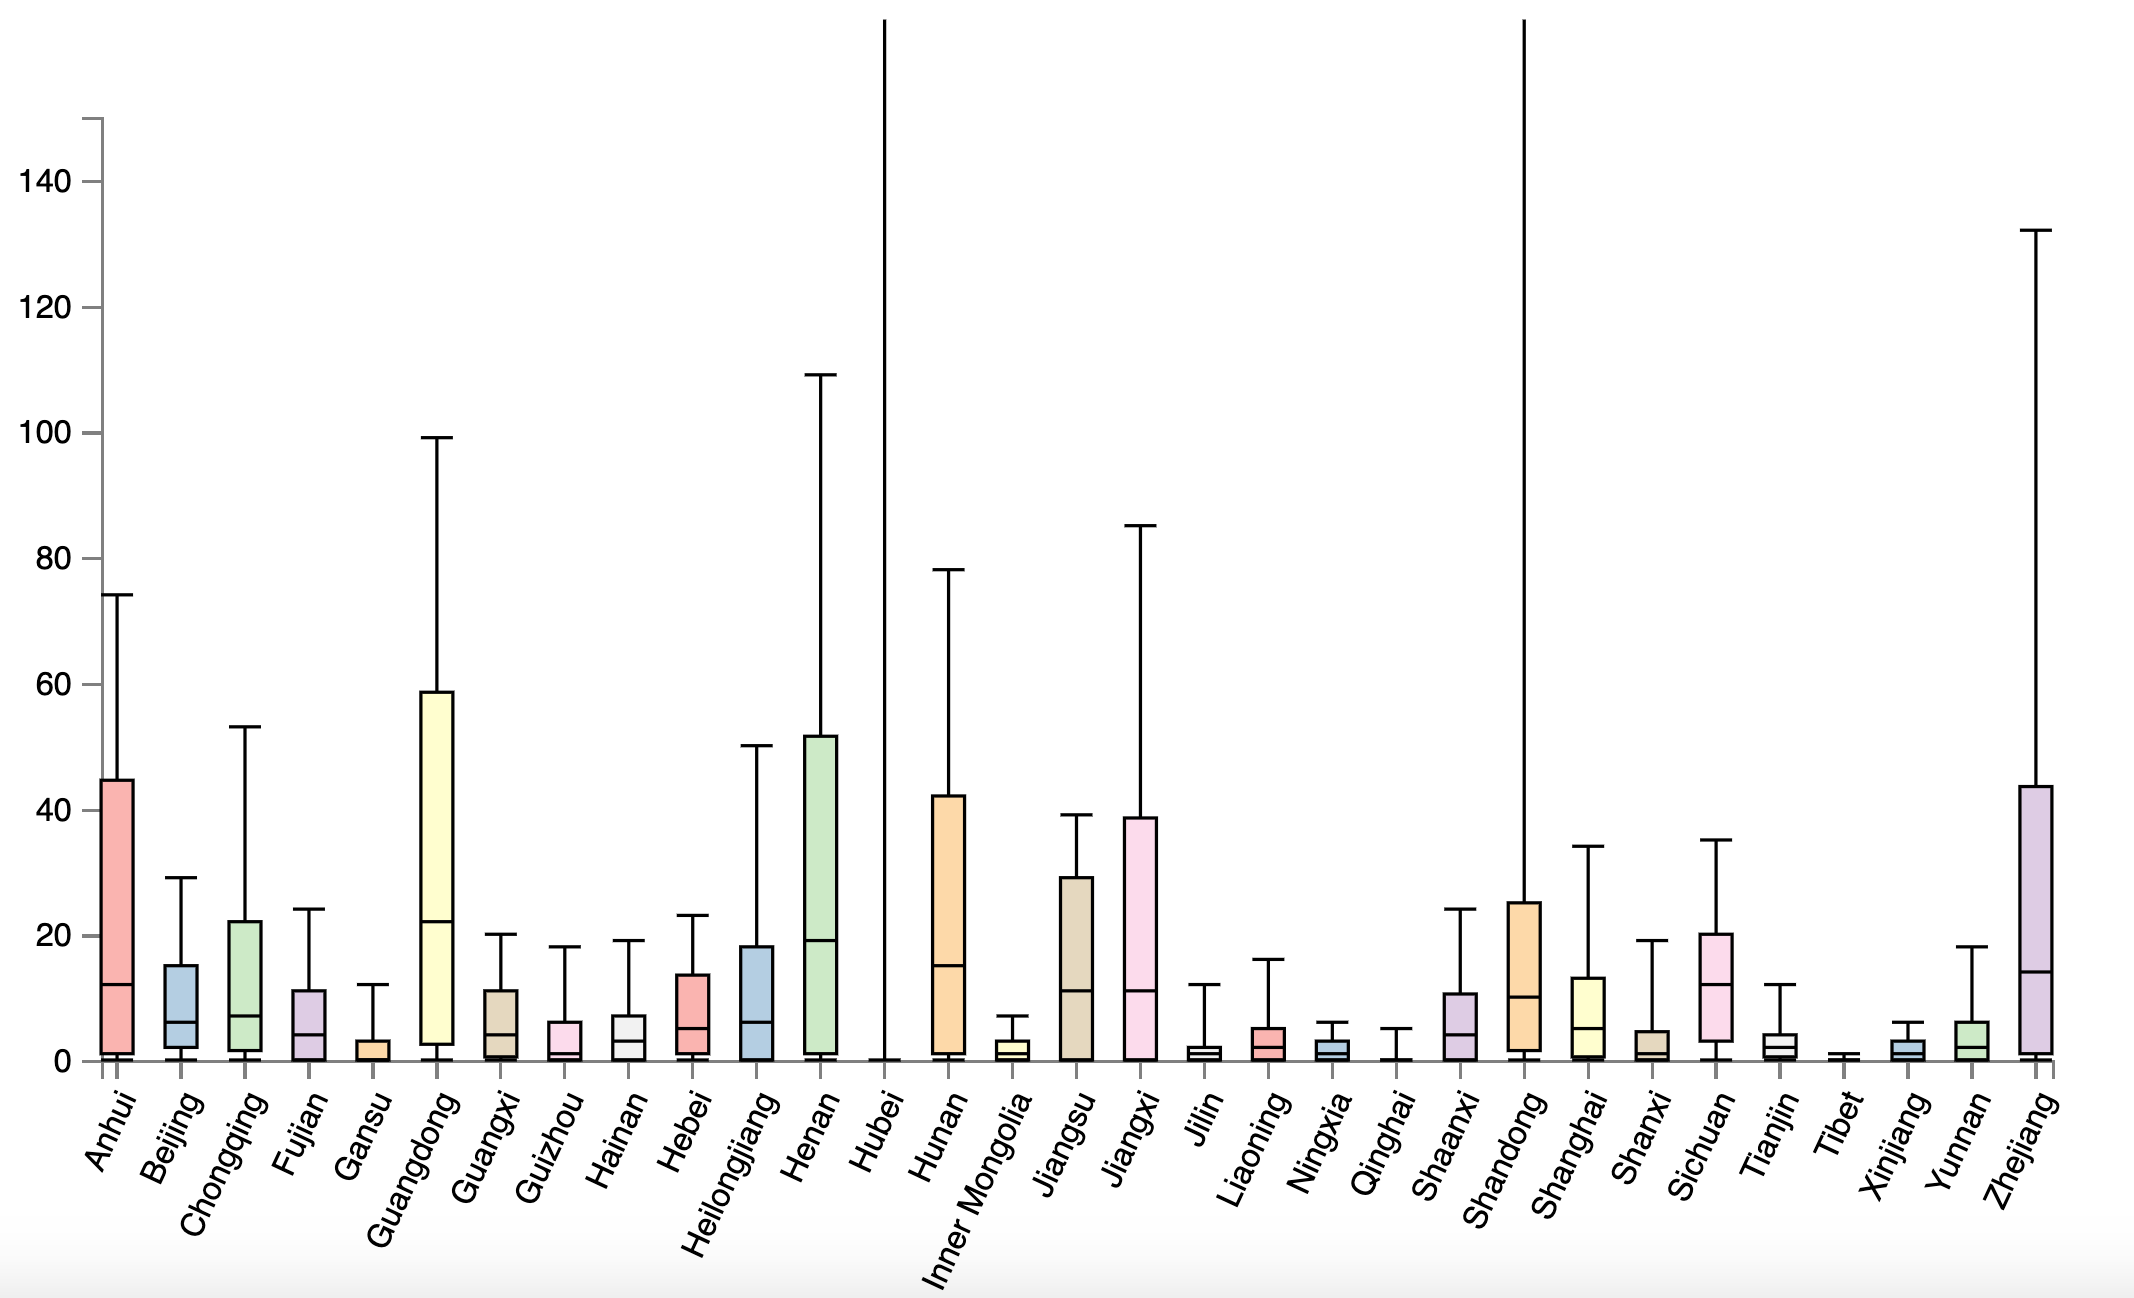 140
120
100
80
60
40
20
0
Anhui
Beijing
Chongqing
Fujian
Gansu
Guangdong
Guangxi
Guizhou
Hainan
Hebei
Heilongjiang
Henan
Hubei
Hunan
Inner Mongolia
Jiangsu
Jiangxi
Jilin
Liaoning
Ningxia
Qinghai
Shaanxi
Shandong
Shanghai
Shanxi
Sichuan
Tianjin
Tibet
Xinjiang
Yunnan
Zhejiang